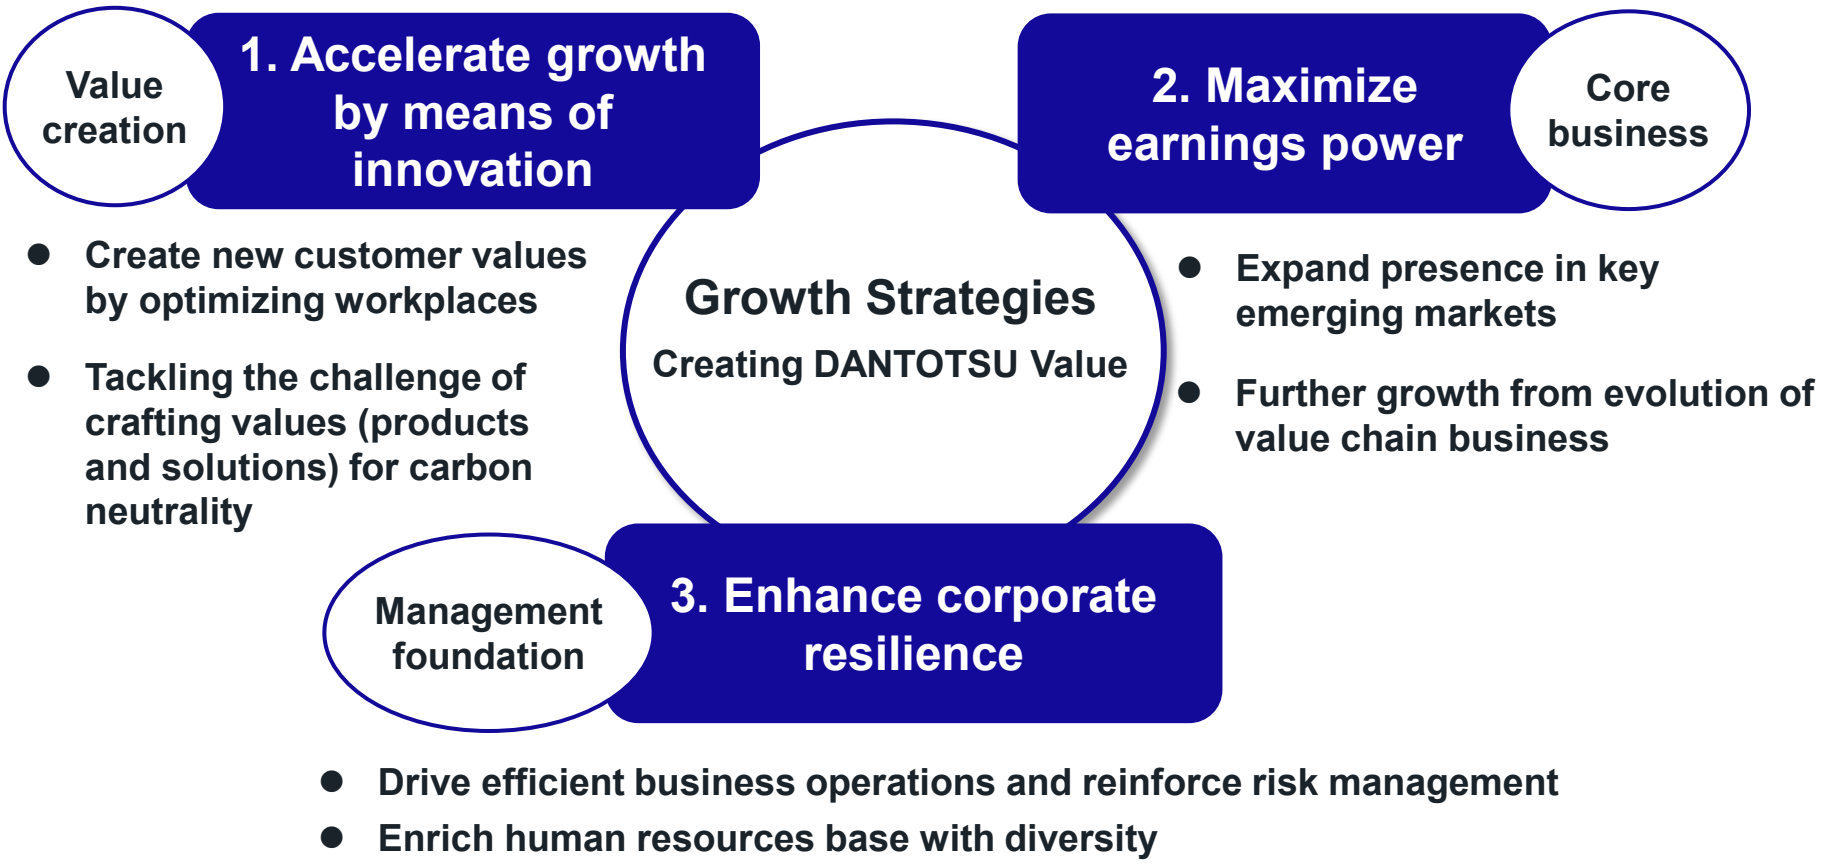 Value
creation
1. Accelerate growth
by means of
innovation
● Create new customer values
by optimizing workplaces
● Tackling the challenge of
crafting values (products
and solutions) for carbon
neutrality
2. Maximize
earnings power
Core
business
● Expand presence in key
emerging markets
● Further growth from evolution of
value chain business
Growth Strategies
Creating DANTOTSU Value
Management
foundation
3. Enhance corporate
resilience
● Drive efficient business operations and reinforce risk management
● Enrich human resources base with diversity